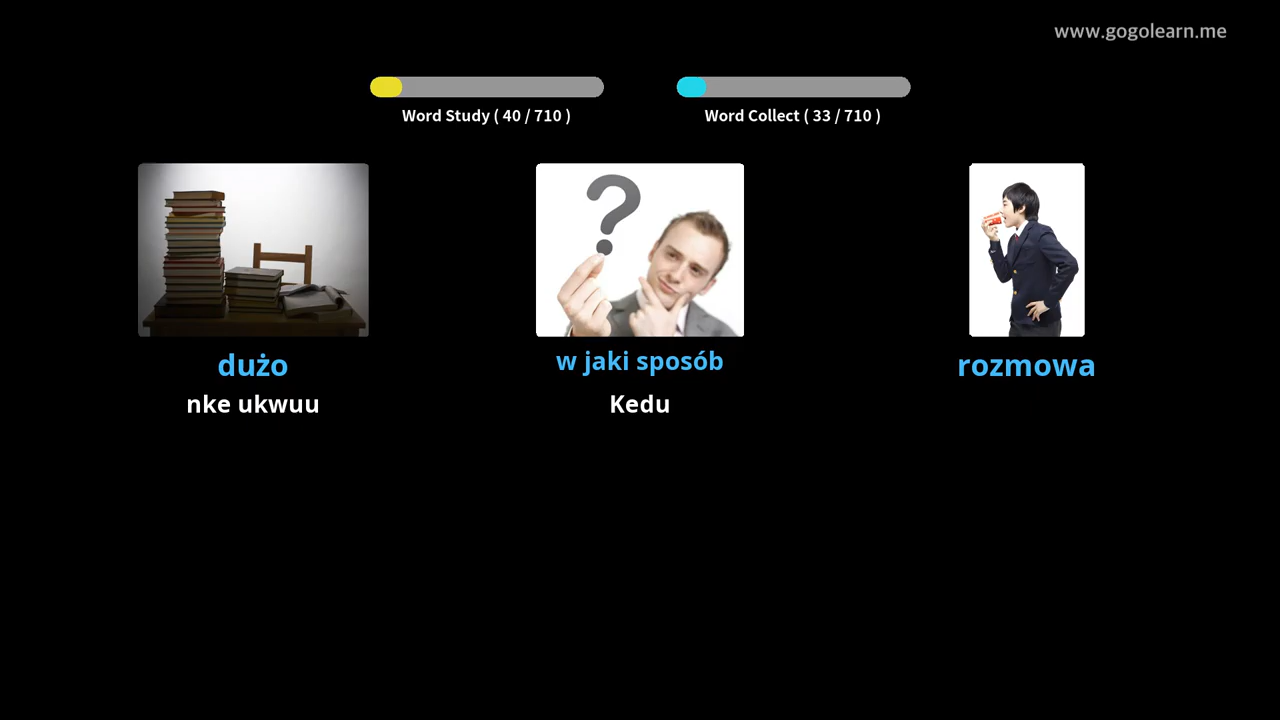 www.gogolearn.me
Word Study ( 40 / 710 )
Word Collect ( 33 / 710 )
dużo
w jaki sposób
rozmowa
nke ukwuu
Kedu